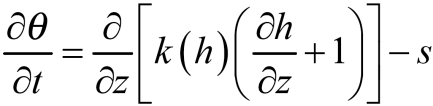 ∂θ/∂t = ∂/∂z [ k(h) ( ∂h/∂z + 1 ) ] − s